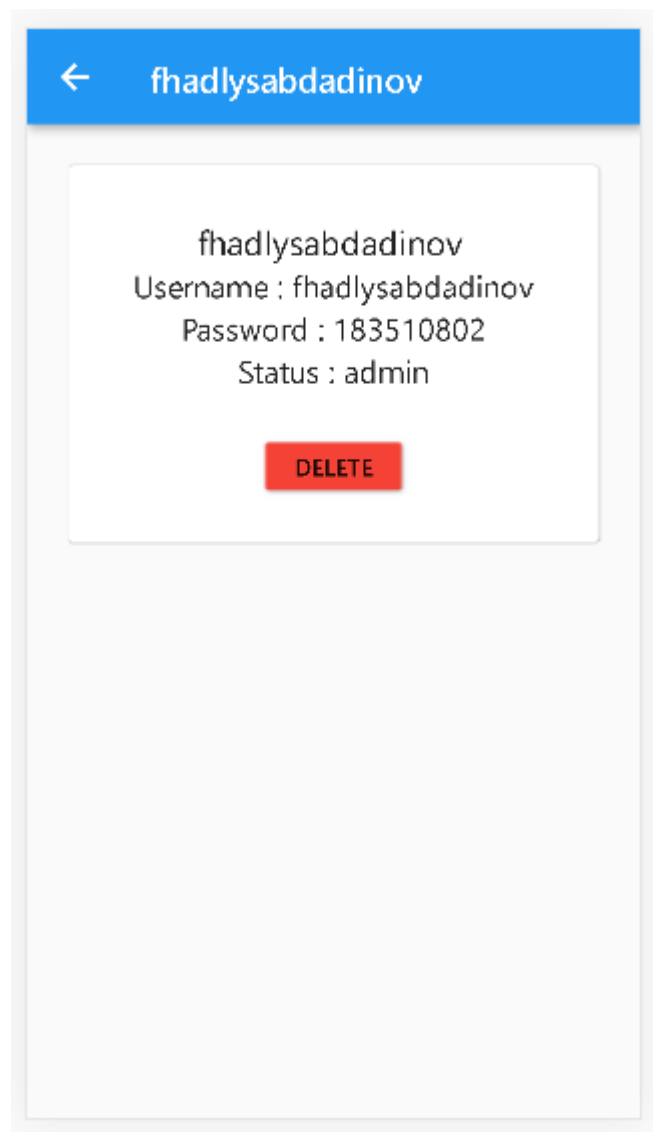 fhadlysabdadinov
fhadlysabdadinov
Username : fhadlysabdadinov
Password : 183510802
Status : admin
DELETE